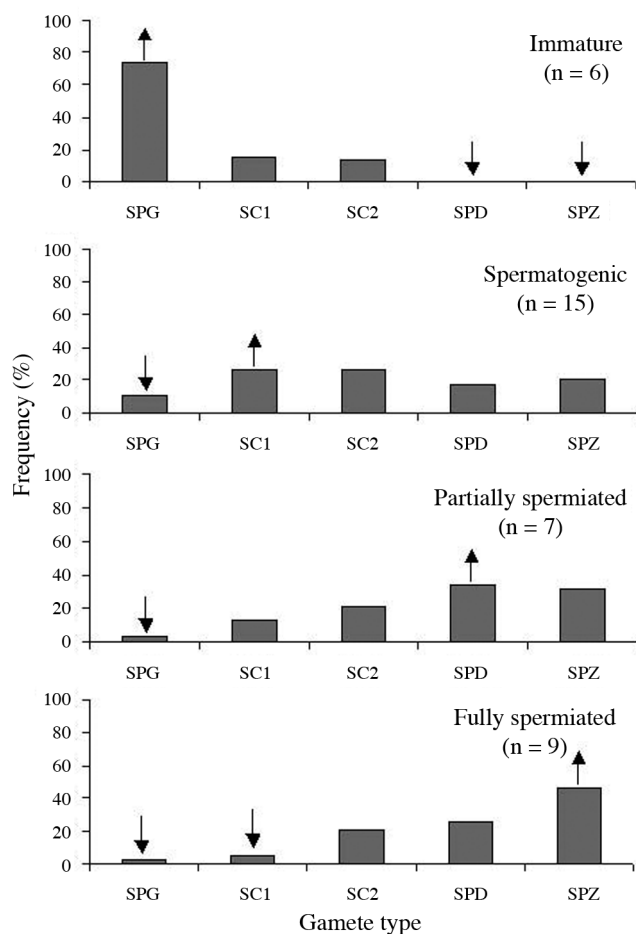 100
80
60
40
20
0
Immature
(n = 6)
SPG SC1 SC2 SPD SPZ
100
80
60
40
20
0
Spermatogenic
(n = 15)
SPG SC1 SC2 SPD SPZ
Frequency (%)
100
80
60
40
20
0
Partially spermiated
(n = 7)
SPG SC1 SC2 SPD SPZ
100
80
60
40
20
0
Fully spermiated
(n = 9)
SPG SC1 SC2 SPD SPZ
Gamete type